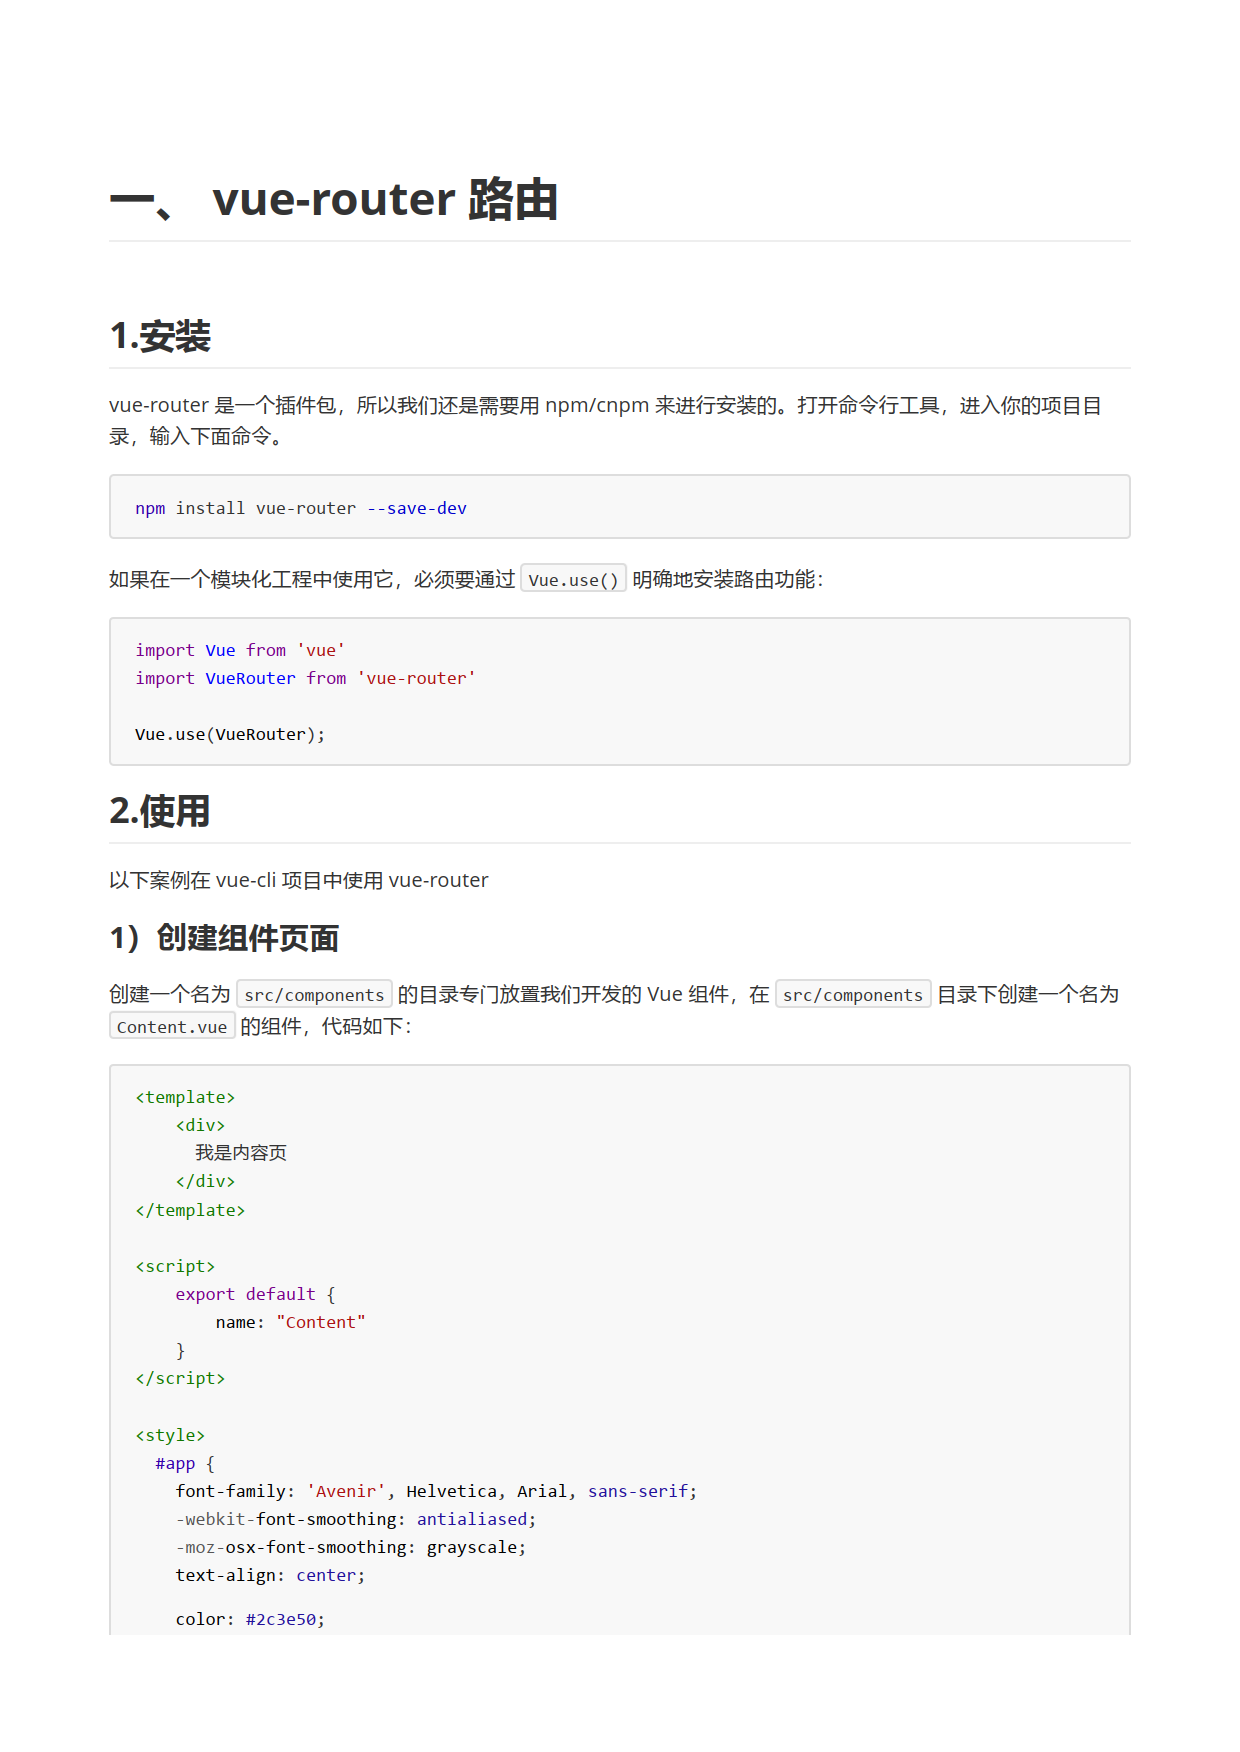 一、 vue-router 路由
1.安装
vue-router 是一个插件包，所以我们还是需要用 npm/cnpm 来进行安装的。打开命令行工具，进入你的项目目
录，输入下面命令。
npm install vue-router --save-dev
如果在一个模块化工程中使用它，必须要通过 Vue.use() 明确地安装路由功能：
import Vue from 'vue'
import VueRouter from 'vue-router'
Vue.use(VueRouter);
2.使用
以下案例在 vue-cli 项目中使用 vue-router
1）创建组件页面
创建一个名为 src/components 的目录专门放置我们开发的 Vue 组件，在 src/components 目录下创建一个名为
Content.vue 的组件，代码如下：
<template>
    <div>
      我是内容页
    </div>
</template>
<script>
    export default {
        name: "Content"
    }
</script>
<style>
  #app {
    font-family: 'Avenir', Helvetica, Arial, sans-serif;
    -webkit-font-smoothing: antialiased;
    -moz-osx-font-smoothing: grayscale;
    text-align: center;
    color: #2c3e50;